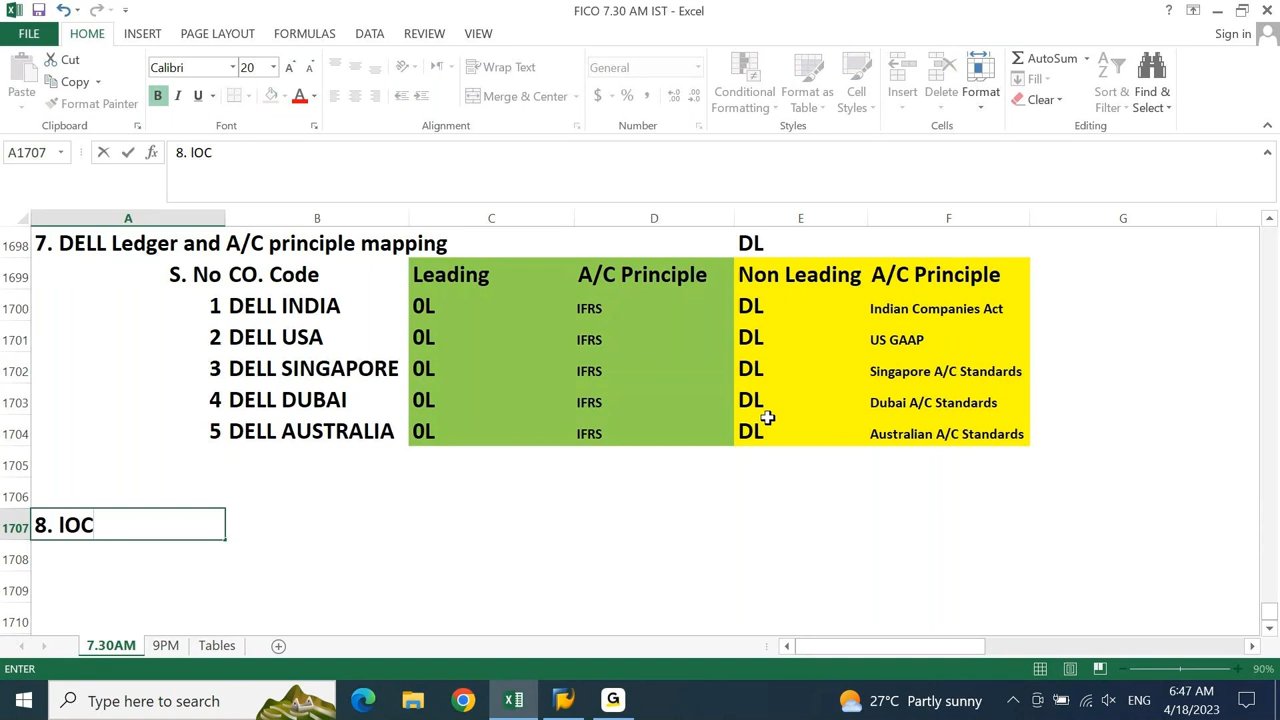 FICO 7.30 AM IST - Excel
?
FILE HOME INSERT PAGE LAYOUT FORMULAS DATA REVIEW VIEW Sign in
Paste Cut Copy Format Painter Calibri 20 B I U A Wrap Text Merge & Center General $ % , Conditional Formatting Format as Table Cell Styles Insert Delete Format AutoSum Fill Clear Sort & Filter Find & Select
Clipboard Font Alignment Number Styles Cells Editing
A1707 fx 8. lOC
A B C D E F G
1698 7. DELL Ledger and A/C principle mapping DL
1699 S. No CO. Code Leading A/C Principle Non Leading A/C Principle
1700 1 DELL INDIA 0L IFRS DL Indian Companies Act
1701 2 DELL USA 0L IFRS DL US GAAP
1702 3 DELL SINGAPORE 0L IFRS DL Singapore A/C Standards
1703 4 DELL DUBAI 0L IFRS DL Dubai A/C Standards
1704 5 DELL AUSTRALIA 0L IFRS DL Australian A/C Standards
1705
1706
1707 8. lOC
1708
1709
1710
7.30AM 9PM Tables
ENTER 90%
Type here to search 27°C Partly sunny ENG 6:47 AM
4/18/2023